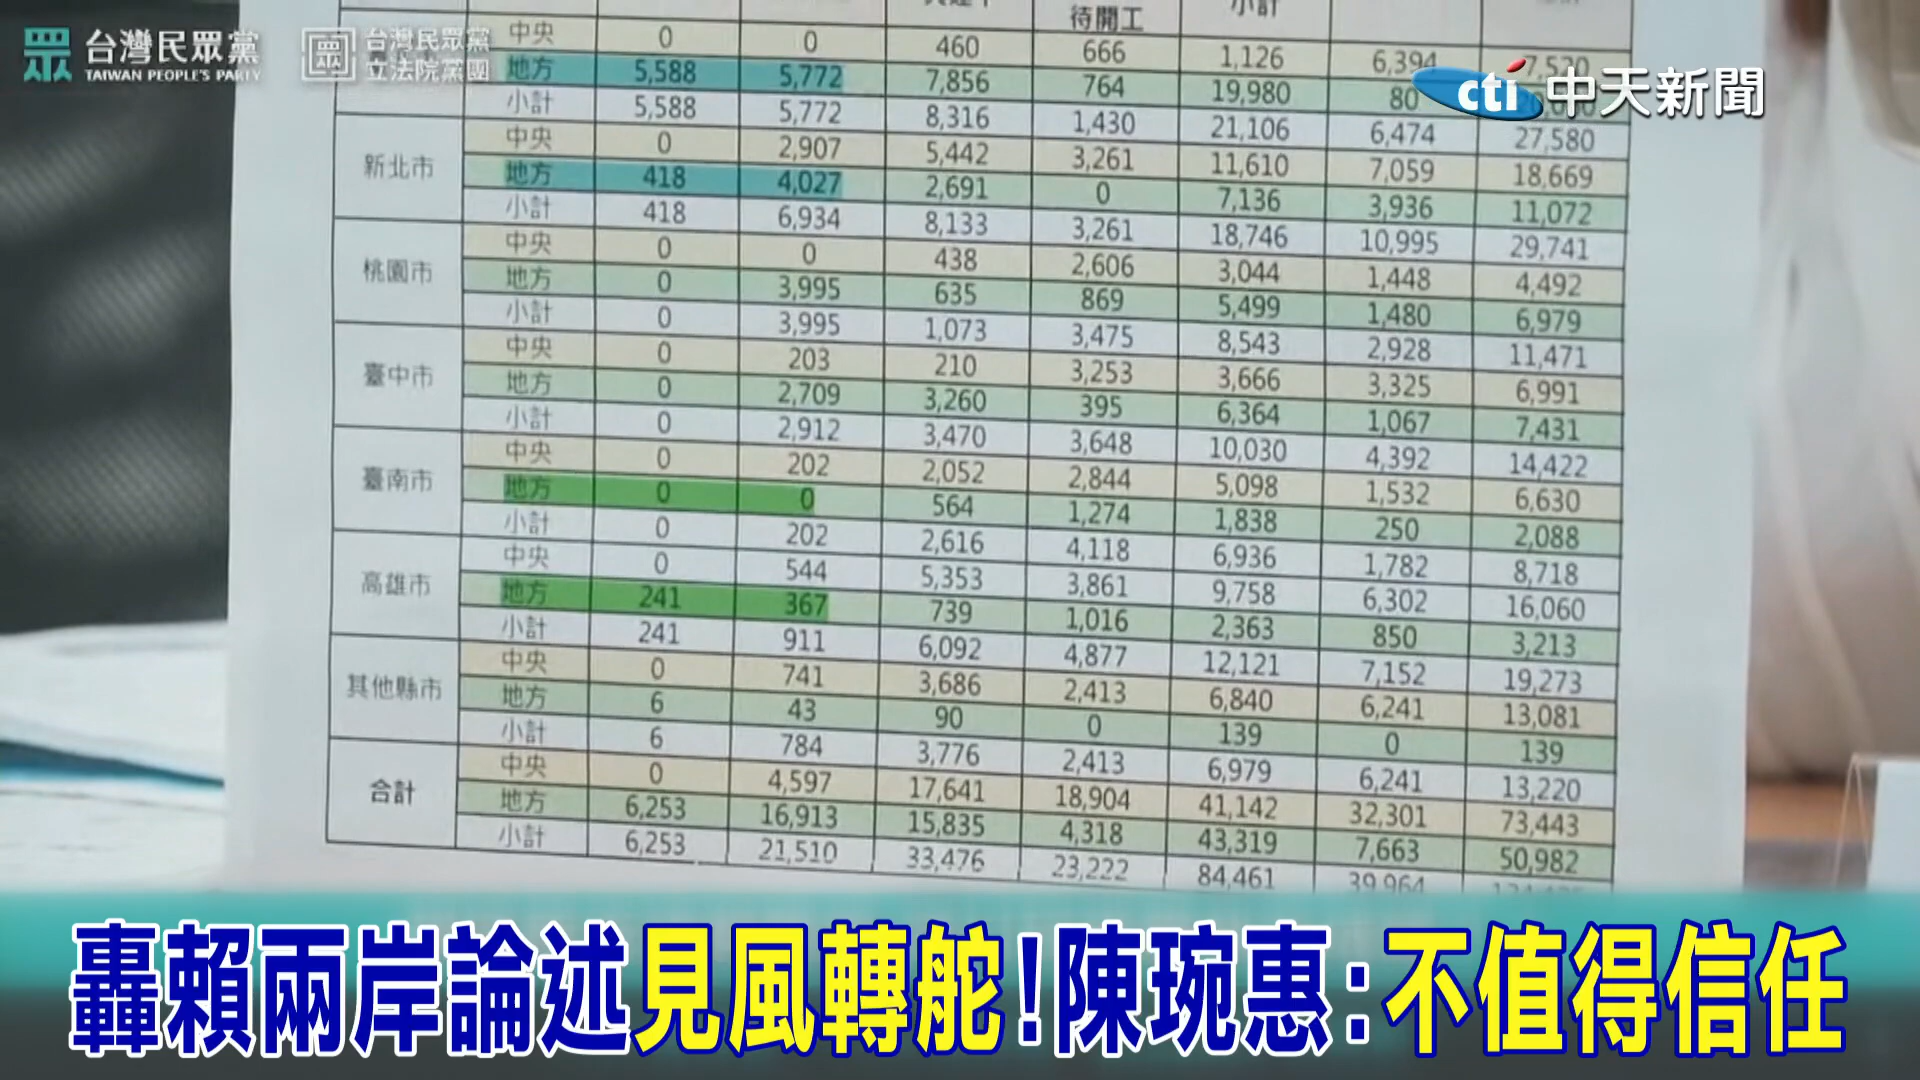 台灣民眾黨
TAIWAN PEOPLE'S PARTY
台灣民眾黨
立法院黨團
cti 中天新聞
待開工 小計
中央 0 0 460 666 1,126 6,394 7,520
地方 5,588 5,772 7,856 764 19,980 80
小計 5,588 5,772 8,316 1,430 21,106 6,474 27,580
新北市
中央 0 2,907 5,442 3,261 11,610 7,059 18,669
地方 418 4,027 2,691 0 7,136 3,936 11,072
小計 418 6,934 8,133 3,261 18,746 10,995 29,741
桃園市
中央 0 0 438 2,606 3,044 1,448 4,492
地方 0 3,995 635 869 5,499 1,480 6,979
小計 0 3,995 1,073 3,475 8,543 2,928 11,471
臺中市
中央 0 203 210 3,253 3,666 3,325 6,991
地方 0 2,709 3,260 395 6,364 1,067 7,431
小計 0 2,912 3,470 3,648 10,030 4,392 14,422
臺南市
中央 0 202 2,052 2,844 5,098 1,532 6,630
地方 0 0 564 1,274 1,838 250 2,088
小計 0 202 2,616 4,118 6,936 1,782 8,718
高雄市
中央 0 544 5,353 3,861 9,758 6,302 16,060
地方 241 367 739 1,016 2,363 850 3,213
小計 241 911 6,092 4,877 12,121 7,152 19,273
其他縣市
中央 0 741 3,686 2,413 6,840 6,241 13,081
地方 6 43 90 0 139 0 139
小計 6 784 3,776 2,413 6,979 6,241 13,220
合計
中央 0 4,597 17,641 18,904 41,142 32,301 73,443
地方 6,253 16,913 15,835 4,318 43,319 7,663 50,982
小計 6,253 21,510 33,476 23,222 84,461 39,964
轟賴兩岸論述見風轉舵!陳琬惠:不值得信任